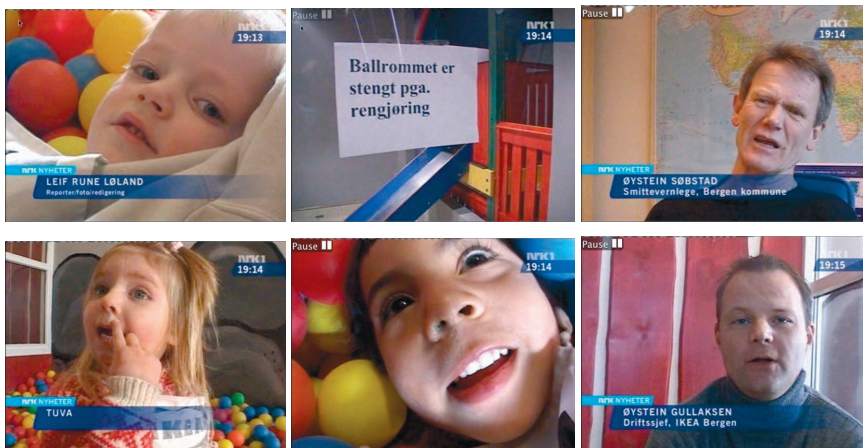 NRK1
19:13
NRK NYHETER
LEIF RUNE LØLAND
Reporter/foto/redigering
Pause
NRK1
19:14
Ballrommet er
stengt pga.
rengjøring
Pause
NRK1
19:14
NRK NYHETER
ØYSTEIN SØBSTAD
Smittevernlege, Bergen kommune
NRK1
19:14
NRK NYHETER
TUVA
Pause
NRK1
19:14
Pause
NRK1
19:15
NRK NYHETER
ØYSTEIN GULLAKSEN
Driftssjef, IKEA Bergen